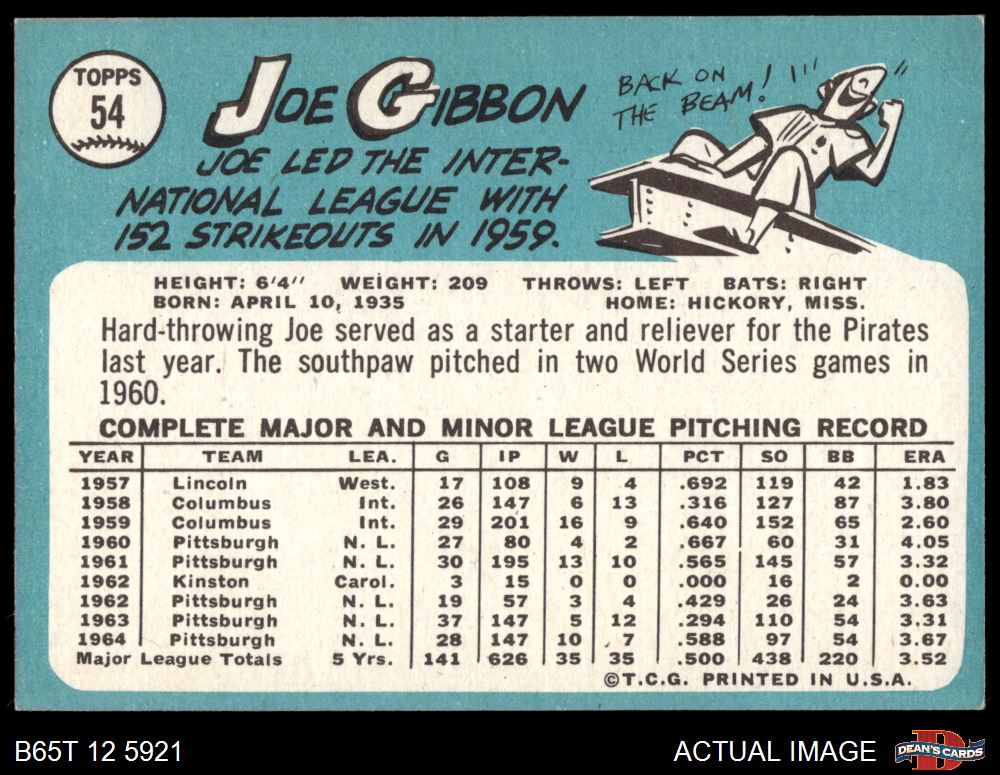 TOPPS
54
JOE GIBBON
BACK ON
THE BEAM!
JOE LED THE INTER-
NATIONAL LEAGUE WITH
152 STRIKEOUTS IN 1959.
HEIGHT: 6'4" WEIGHT: 209 THROWS: LEFT BATS: RIGHT
BORN: APRIL 10, 1935 HOME: HICKORY, MISS.
Hard-throwing Joe served as a starter and reliever for the Pirates
last year. The southpaw pitched in two World Series games in
1960.
COMPLETE MAJOR AND MINOR LEAGUE PITCHING RECORD
YEAR TEAM LEA. G IP W L PCT SO BB ERA
1957 Lincoln West. 17 108 9 4 .692 119 42 1.83
1958 Columbus Int. 26 147 6 13 .316 127 87 3.80
1959 Columbus Int. 29 201 16 9 .640 152 65 2.60
1960 Pittsburgh N. L. 27 80 4 2 .667 60 31 4.05
1961 Pittsburgh N. L. 30 195 13 10 .565 145 57 3.32
1962 Kinston Carol. 3 15 0 0 .000 16 2 0.00
1962 Pittsburgh N. L. 19 57 3 4 .429 26 24 3.63
1963 Pittsburgh N. L. 37 147 5 12 .294 110 54 3.31
1964 Pittsburgh N. L. 28 147 10 7 .588 97 54 3.67
Major League Totals 5 Yrs. 141 626 35 35 .500 438 220 3.52
©T.C.G. PRINTED IN U.S.A.
B65T 12 5921
ACTUAL IMAGE
DEAN'S CARDS